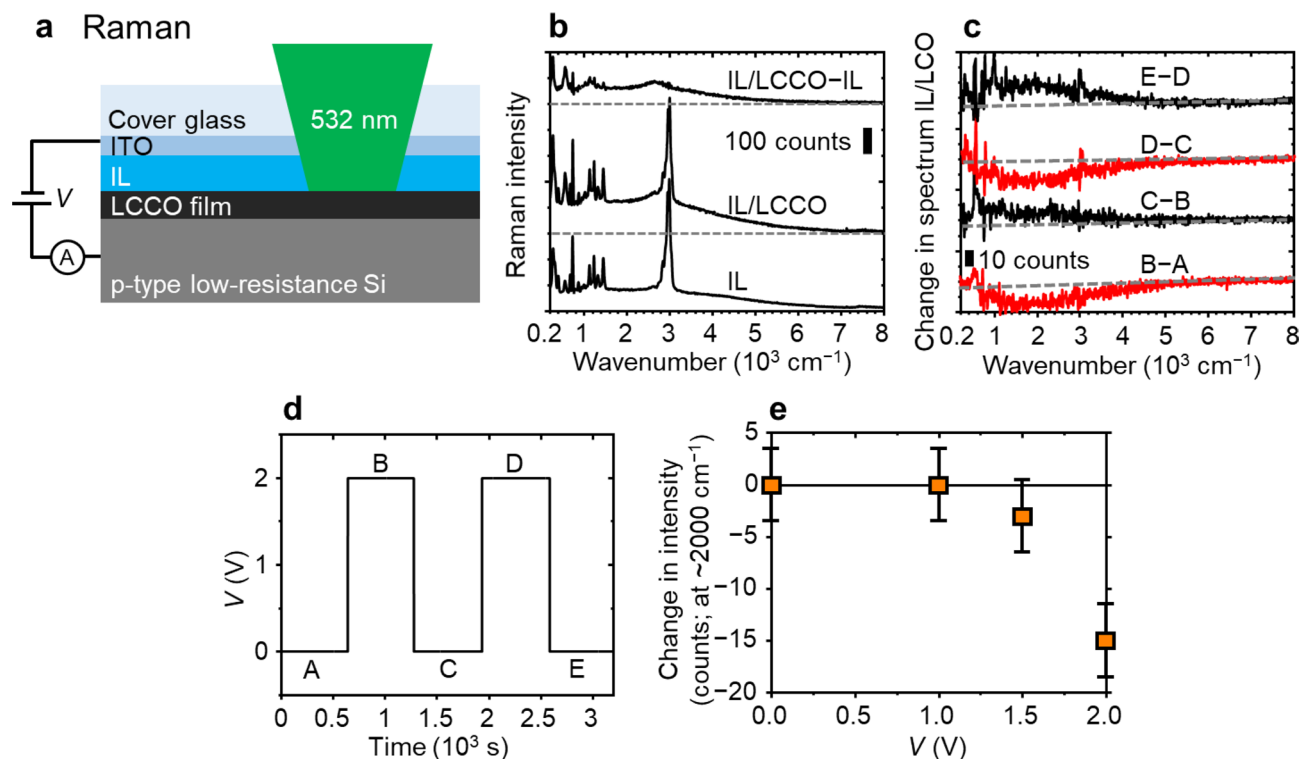 a Raman
Cover glass
ITO
IL
LCCO film
p-type low-resistance Si
532 nm
V
A
b
Raman intensity
IL/LCCO−IL
100 counts
IL/LCCO
IL
0.2 1 2 3 4 5 6 7 8
Wavenumber (10³ cm⁻¹)
c
Change in spectrum IL/LCO
E−D
D−C
C−B
10 counts
B−A
0.2 1 2 3 4 5 6 7 8
Wavenumber (10³ cm⁻¹)
d
V (V)
2
1
0
A
B
C
D
E
0 0.5 1 1.5 2 2.5 3
Time (10³ s)
e
Change in intensity
(counts; at ~2000 cm⁻¹)
5
0
−5
−10
−15
−20
0.0 1.0 1.5 2.0
V (V)